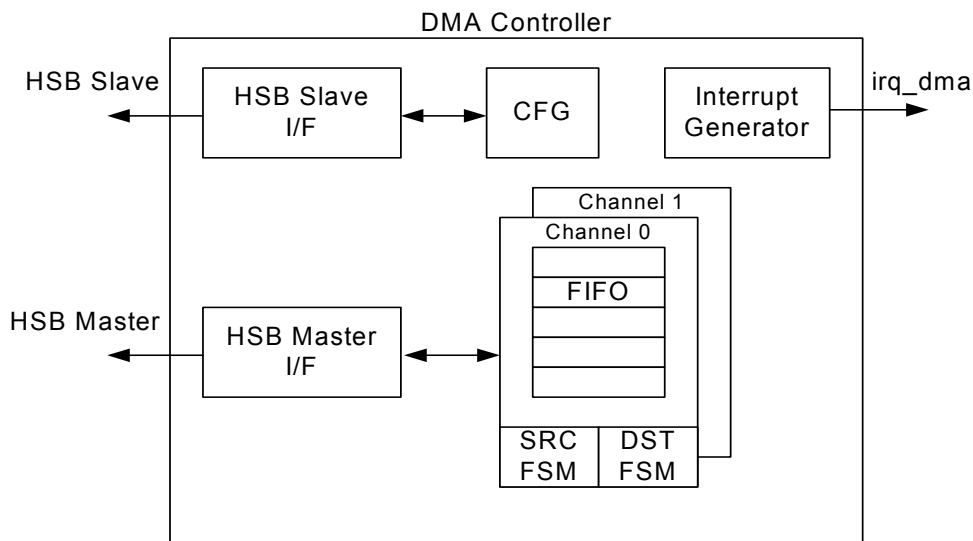 DMA Controller
HSB Slave
HSB Slave
I/F
CFG
Interrupt
Generator
irq_dma
Channel 1
Channel 0
FIFO
HSB Master
HSB Master
I/F
SRC
FSM
DST
FSM